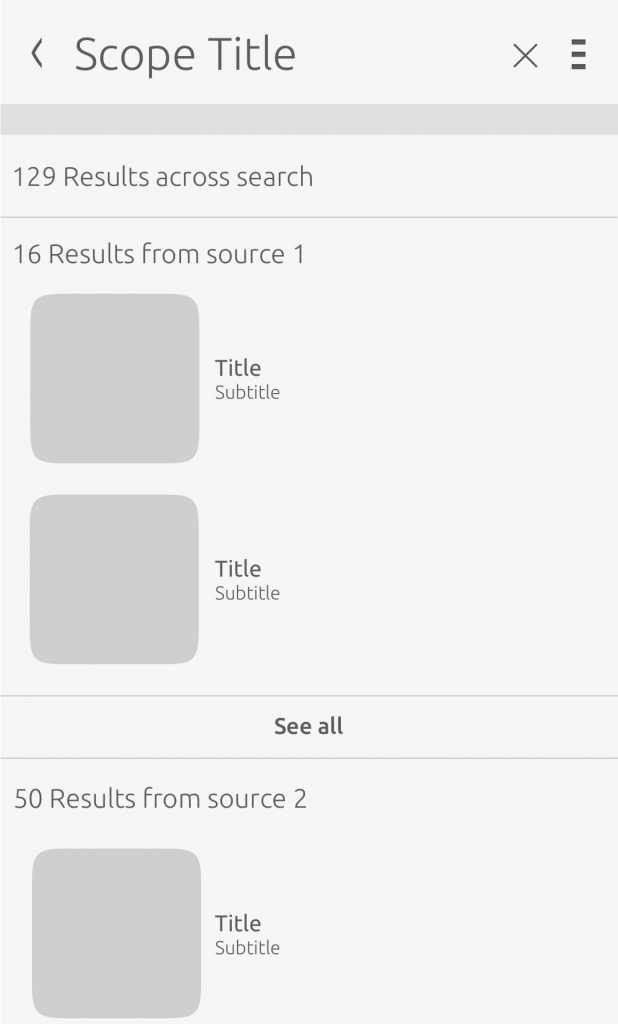 Scope Title
129 Results across search
16 Results from source 1
Title
Subtitle
Title
Subtitle
See all
50 Results from source 2
Title
Subtitle